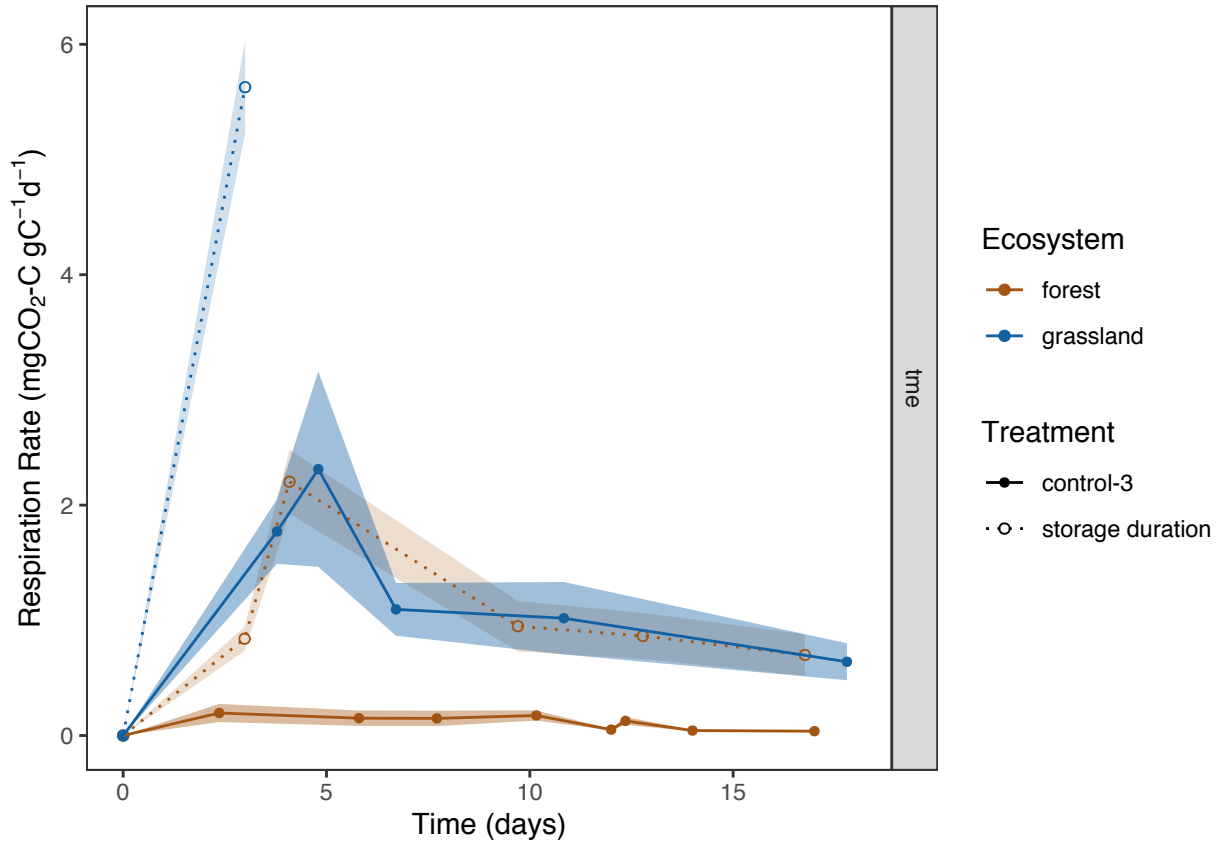 6
4
2
0
0
5
10
15
Respiration Rate (mgCO₂-C gC⁻¹d⁻¹)
Time (days)
tme
Ecosystem
forest
grassland
Treatment
control-3
storage duration